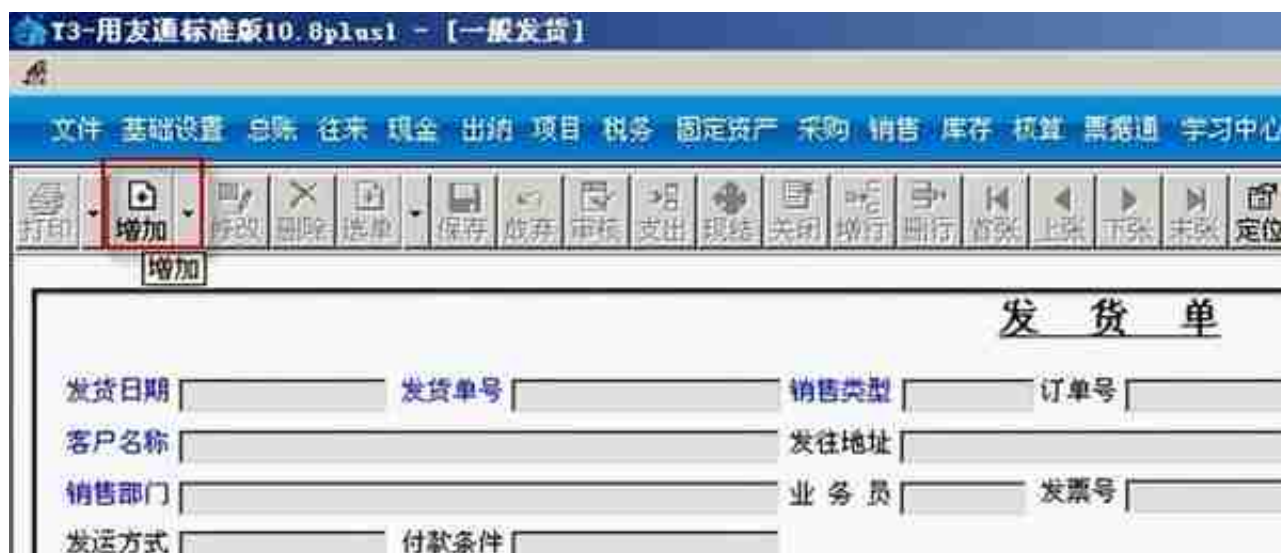 T3-用友通标准版10.8plus1 - [一般发货]
文件 基础设置 总账 往来 现金 出纳 项目 税务 固定资产 采购 销售 库存 核算 票据通 学习中心
打印 增加 修改 删除 选单 保存 放弃 审核 支出 现结 关闭 增行 删行 首张 上张 下张 末张 定位
增加
发 货 单
发货日期 发货单号 销售类型 订单号
客户名称 发往地址
销售部门 业 务 员 发票号
发运方式 付款条件